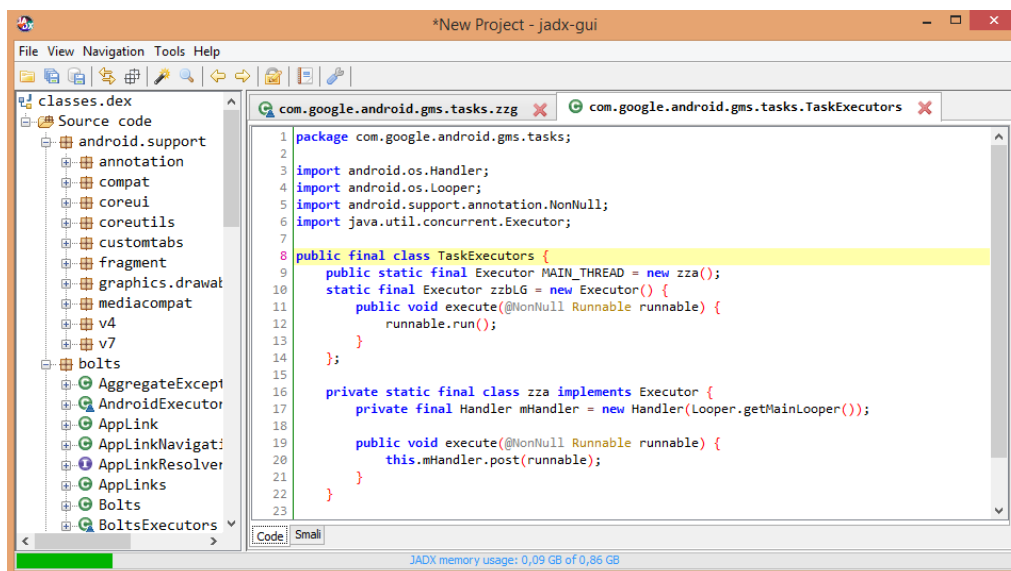 *New Project - jadx-gui
File View Navigation Tools Help
classes.dex
Source code
android.support
annotation
compat
coreui
coreutils
customtabs
fragment
graphics.drawab
mediacompat
v4
v7
bolts
AggregateExcept
AndroidExecutor
AppLink
AppLinkNavigati
AppLinkResolver
AppLinks
Bolts
BoltsExecutors
com.google.android.gms.tasks.zzg
com.google.android.gms.tasks.TaskExecutors
1 package com.google.android.gms.tasks;
2
3 import android.os.Handler;
4 import android.os.Looper;
5 import android.support.annotation.NonNull;
6 import java.util.concurrent.Executor;
7
8 public final class TaskExecutors {
9     public static final Executor MAIN_THREAD = new zza();
10     static final Executor zzbLG = new Executor() {
11         public void execute(@NonNull Runnable runnable) {
12             runnable.run();
13         }
14     };
15
16     private static final class zza implements Executor {
17         private final Handler mHandler = new Handler(Looper.getMainLooper());
18
19         public void execute(@NonNull Runnable runnable) {
20             this.mHandler.post(runnable);
21         }
22     }
23
Code Smali
JADX memory usage: 0,09 GB of 0,86 GB